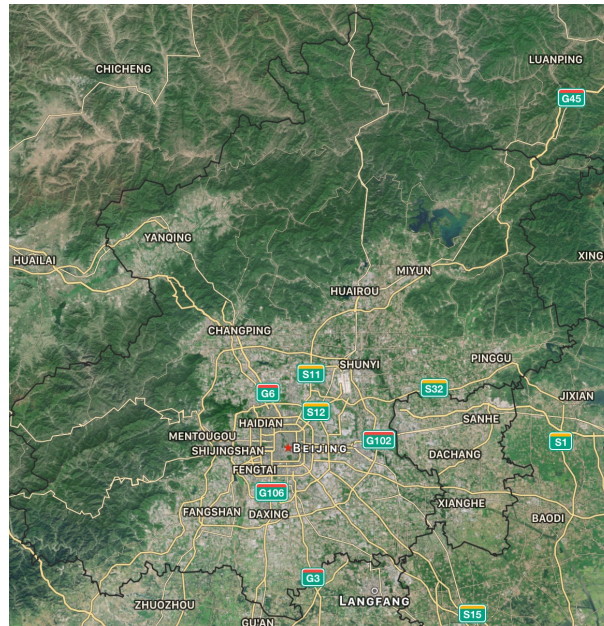 LUANPING
CHICHENG
G45
YANQING
HUAILAI
XING
MIYUN
HUAIROU
CHANGPING
SHUNYI
PINGGU
S11
S32
G6
JIXIAN
S12
SANHE
HAIDIAN
MENTOUGOU
G102
S1
SHIJINGSHAN
BEIJING
DACHANG
FENGTAI
G106
XIANGHE
FANGSHAN
DAXING
BAODI
G3
ZHUOZHOU
LANGFANG
S15
GU'AN